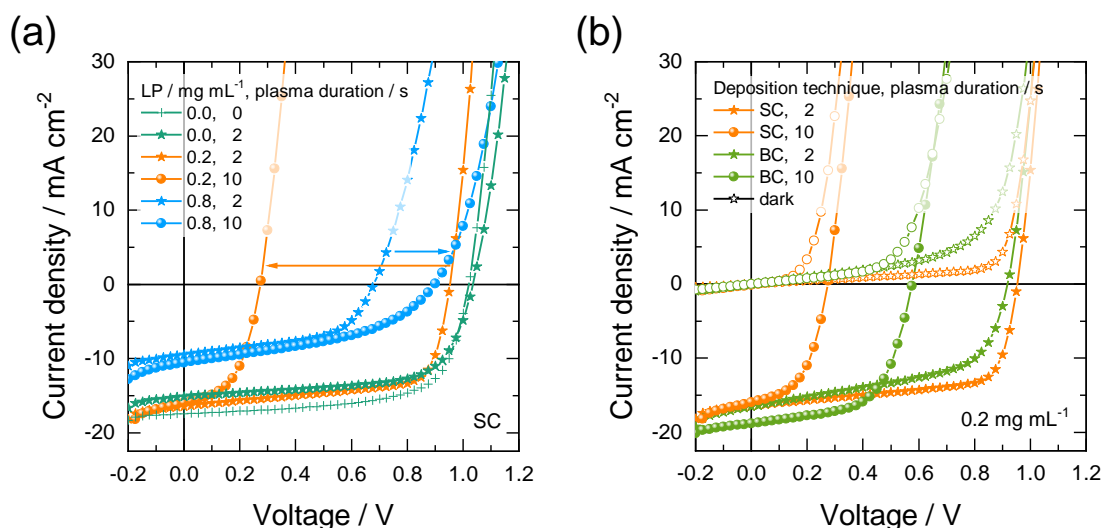 (a)
30
20
10
0
-10
-20
Current density / mA cm⁻²
LP / mg mL⁻¹, plasma duration / s
0.0, 0
0.0, 2
0.2, 2
0.2, 10
0.8, 2
0.8, 10
SC
-0.2 0.0 0.2 0.4 0.6 0.8 1.0 1.2
Voltage / V
(b)
30
20
10
0
-10
-20
Current density / mA cm⁻²
Deposition technique, plasma duration / s
SC, 2
SC, 10
BC, 2
BC, 10
dark
0.2 mg mL⁻¹
-0.2 0.0 0.2 0.4 0.6 0.8 1.0 1.2
Voltage / V